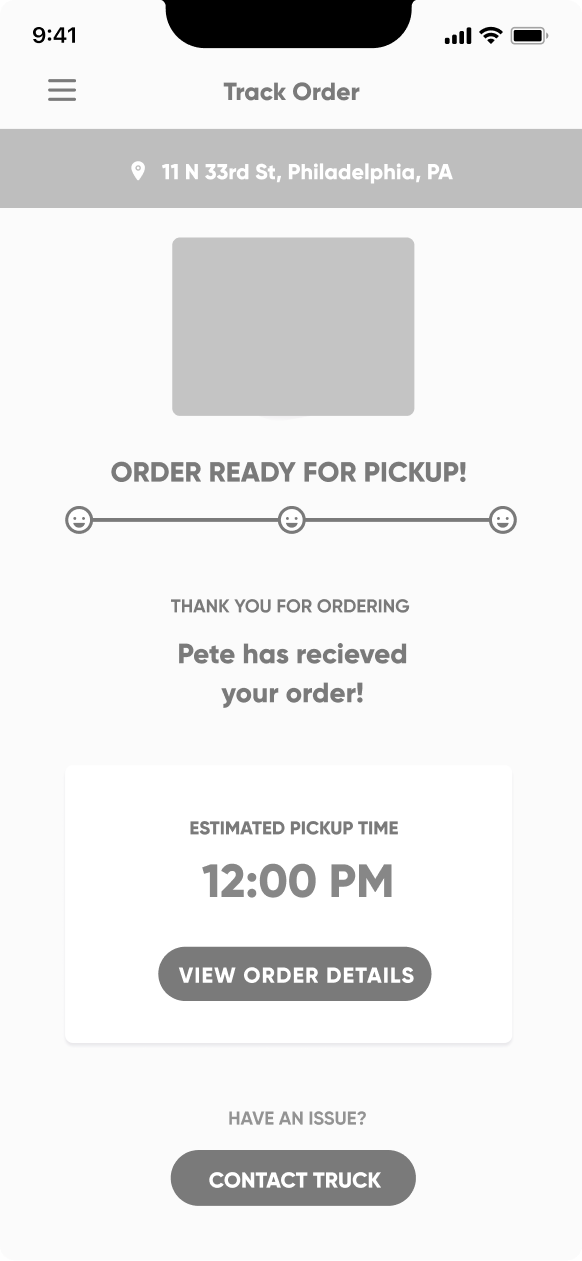 9:41
Track Order
11 N 33rd St, Philadelphia, PA
ORDER READY FOR PICKUP!
THANK YOU FOR ORDERING
Pete has recieved
your order!
ESTIMATED PICKUP TIME
12:00 PM
VIEW ORDER DETAILS
HAVE AN ISSUE?
CONTACT TRUCK